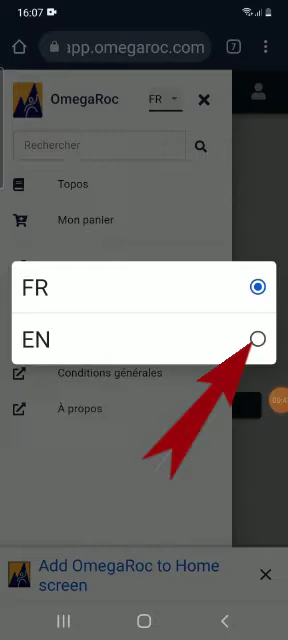 16:07
app.omegaroc.com
7
OmegaRoc
FR
Rechercher
Topos
Mon panier
FR
EN
Conditions générales
À propos
Add OmegaRoc to Home
screen